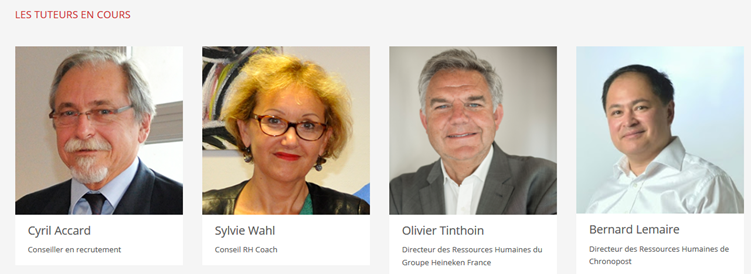 LES TUTEURS EN COURS
Cyril Accard
Conseiller en recrutement
Sylvie Wahl
Conseil RH Coach
Olivier Tinthoin
Directeur des Ressources Humaines du
Groupe Heineken France
Bernard Lemaire
Directeur des Ressources Humaines de
Chronopost